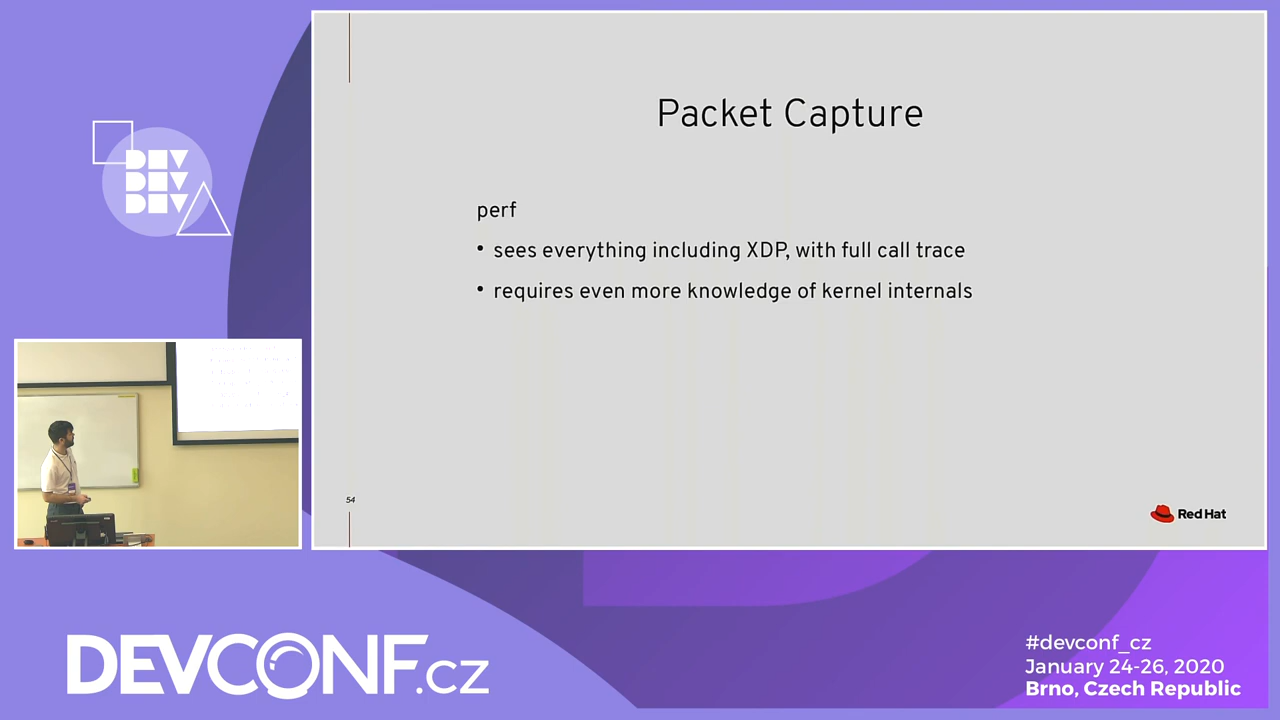 Packet Capture
perf
• sees everything including XDP, with full call trace
• requires even more knowledge of kernel internals
54
Red Hat
DEV
DEV
DEV
DEVCONF.cz
#devconf_cz
January 24-26, 2020
Brno, Czech Republic